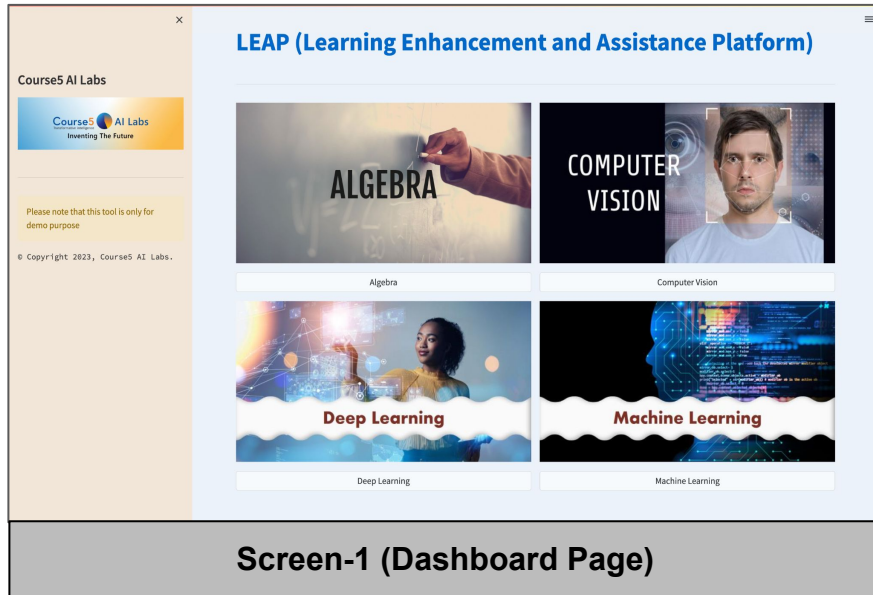 LEAP (Learning Enhancement and Assistance Platform)
Course5 AI Labs
Course5 AI Labs
Inventing The Future
Please note that this tool is only for
demo purpose
© Copyright 2023, Course5 AI Labs.
ALGEBRA
COMPUTER
VISION
Algebra
Computer Vision
Deep Learning
Machine Learning
Deep Learning
Machine Learning
Screen-1 (Dashboard Page)